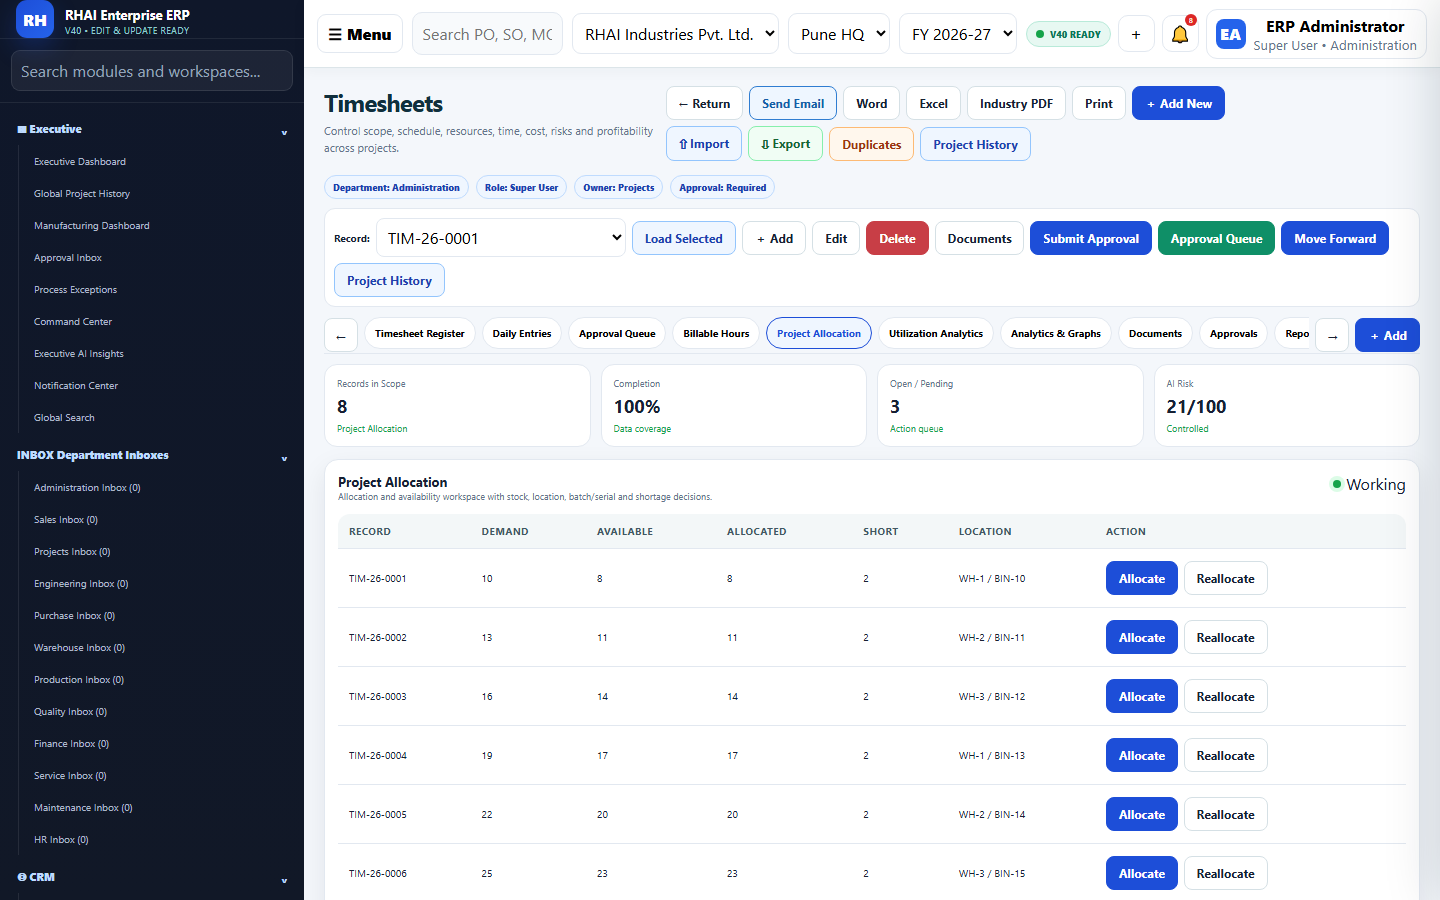 RH
RHAI Enterprise ERP
V40 • EDIT & UPDATE READY
Search modules and workspaces...
Executive
Executive Dashboard
Global Project History
Manufacturing Dashboard
Approval Inbox
Process Exceptions
Command Center
Executive AI Insights
Notification Center
Global Search
INBOX Department Inboxes
Administration Inbox (0)
Sales Inbox (0)
Projects Inbox (0)
Engineering Inbox (0)
Purchase Inbox (0)
Warehouse Inbox (0)
Production Inbox (0)
Quality Inbox (0)
Finance Inbox (0)
Service Inbox (0)
Maintenance Inbox (0)
HR Inbox (0)
CRM
☰ Menu
Search PO, SO, MO
RHAI Industries Pvt. Ltd.
Pune HQ
FY 2026-27
V40 READY
+
8
EA
ERP Administrator
Super User • Administration
Timesheets
Control scope, schedule, resources, time, cost, risks and profitability
across projects.
← Return
Send Email
Word
Excel
Industry PDF
Print
+ Add New
⇧ Import
⇩ Export
Duplicates
Project History
Department: Administration
Role: Super User
Owner: Projects
Approval: Required
Record:
TIM-26-0001
Load Selected
+ Add
Edit
Delete
Documents
Submit Approval
Approval Queue
Move Forward
Project History
←
Timesheet Register
Daily Entries
Approval Queue
Billable Hours
Project Allocation
Utilization Analytics
Analytics & Graphs
Documents
Approvals
Repo
→
+ Add
Records in Scope
8
Project Allocation
Completion
100%
Data coverage
Open / Pending
3
Action queue
AI Risk
21/100
Controlled
Project Allocation
Allocation and availability workspace with stock, location, batch/serial and shortage decisions.
Working
RECORD DEMAND AVAILABLE ALLOCATED SHORT LOCATION ACTION
TIM-26-0001 10 8 8 2 WH-1 / BIN-10 Allocate Reallocate
TIM-26-0002 13 11 11 2 WH-2 / BIN-11 Allocate Reallocate
TIM-26-0003 16 14 14 2 WH-3 / BIN-12 Allocate Reallocate
TIM-26-0004 19 17 17 2 WH-1 / BIN-13 Allocate Reallocate
TIM-26-0005 22 20 20 2 WH-2 / BIN-14 Allocate Reallocate
TIM-26-0006 25 23 23 2 WH-3 / BIN-15 Allocate Reallocate